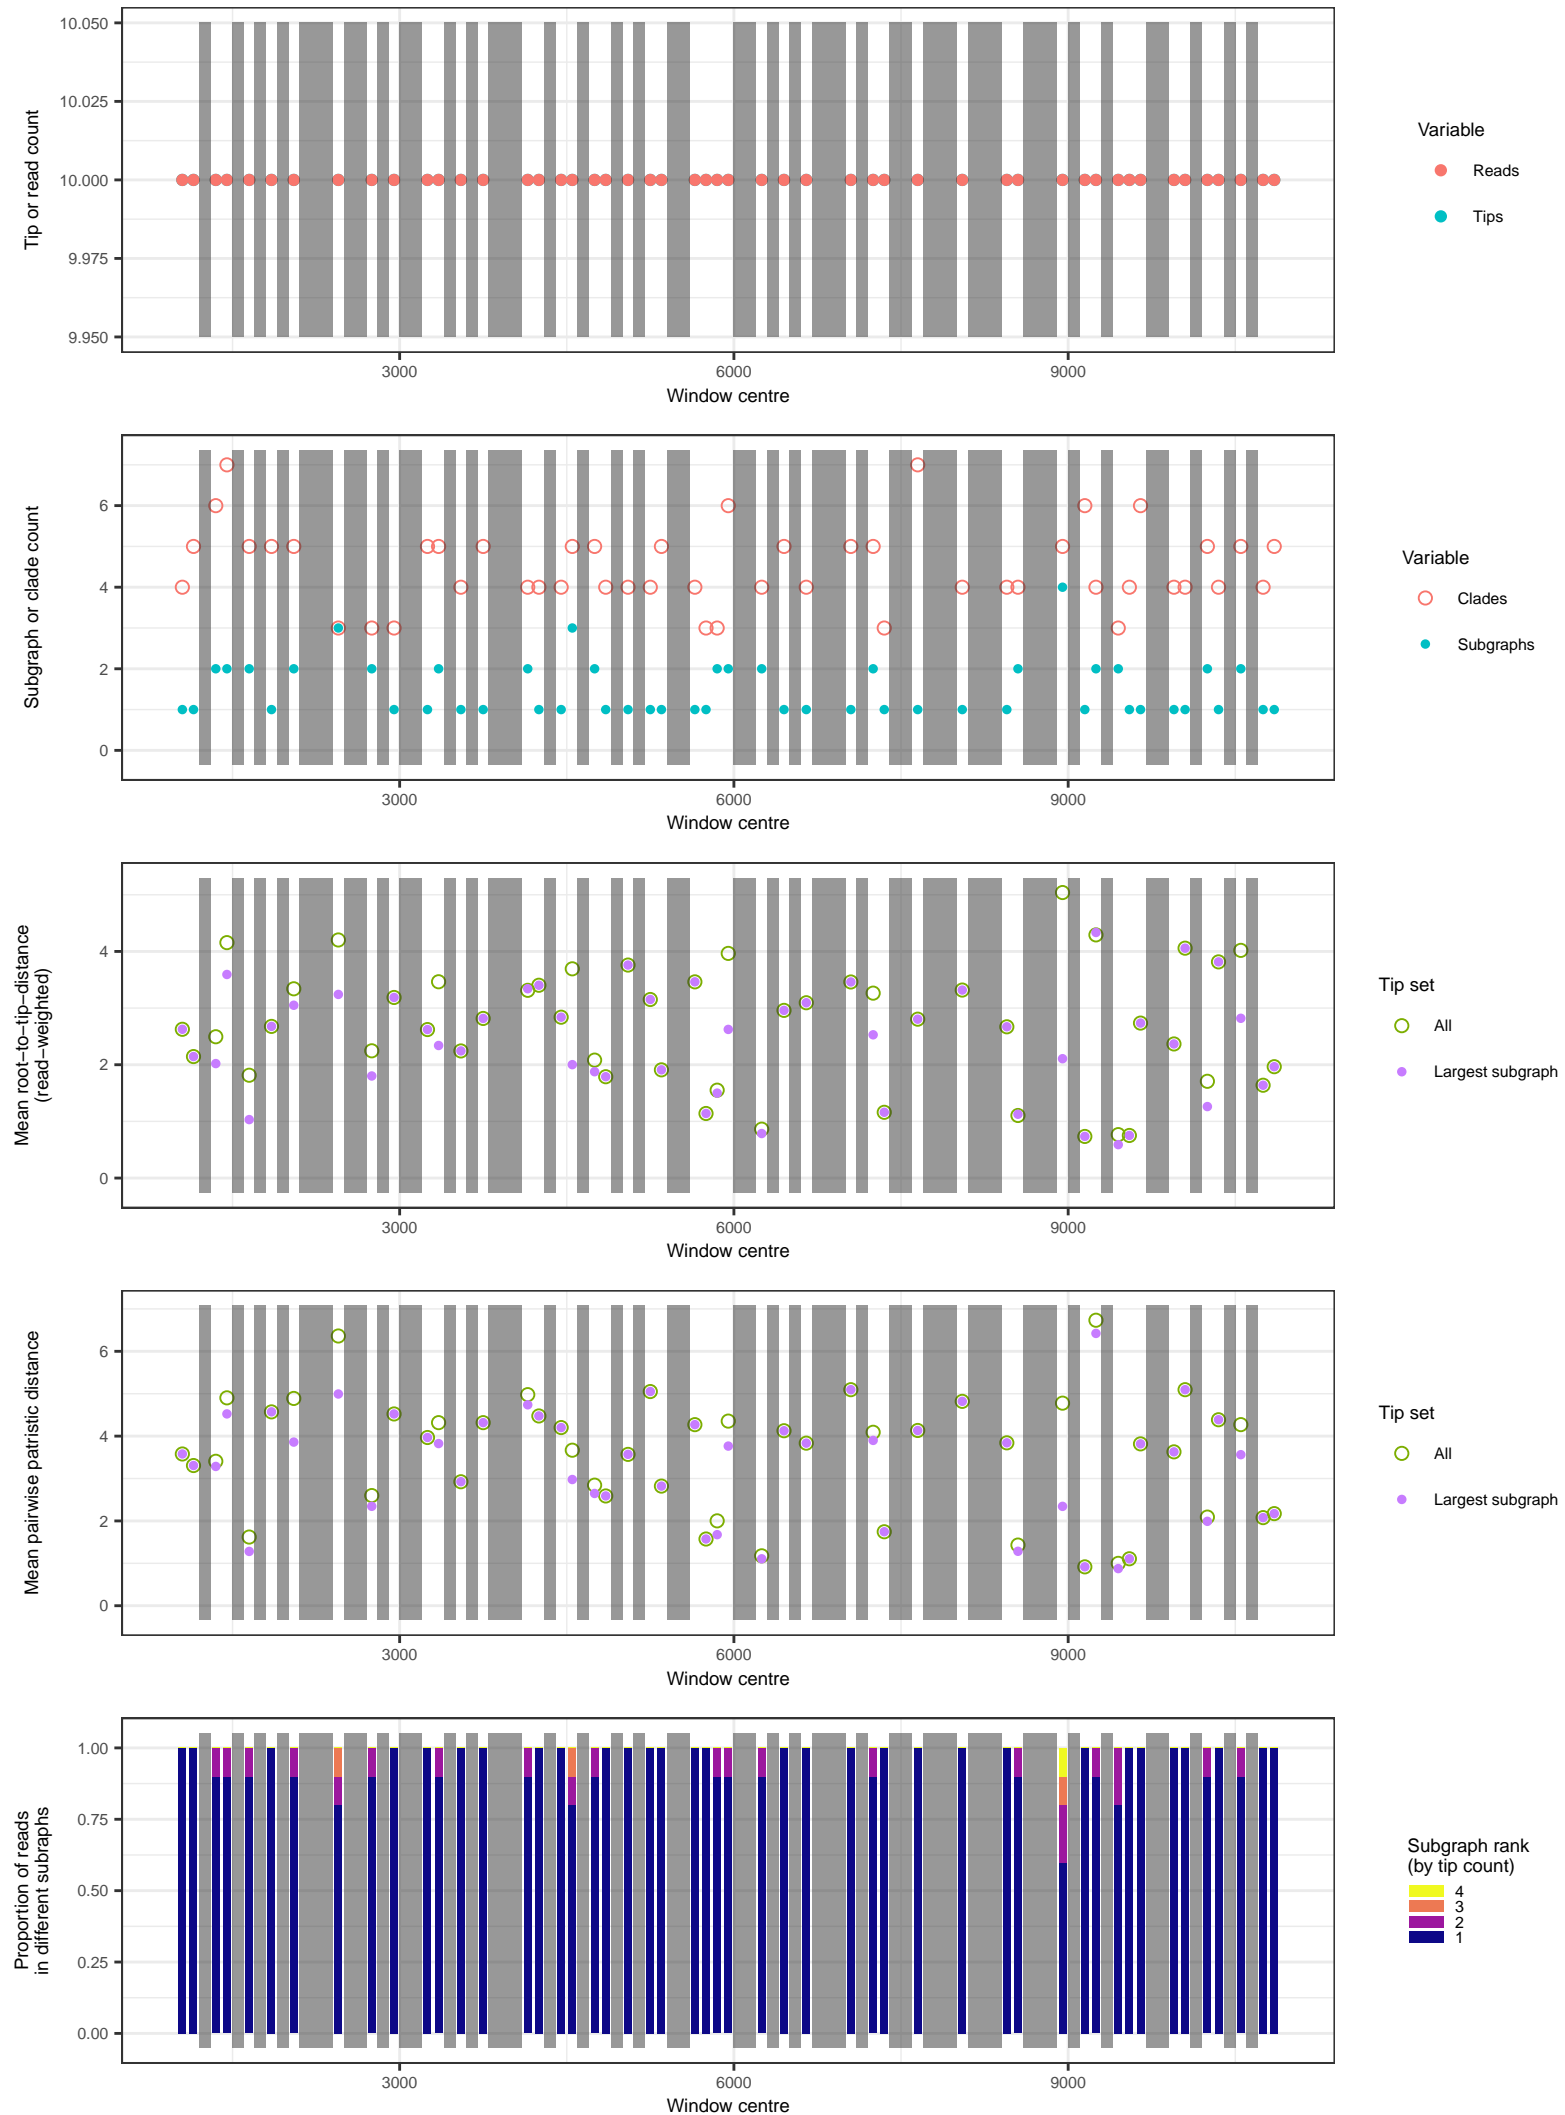 10.050
10.025
10.000
9.975
9.950
Tip or read count
3000
6000
9000
Window centre
Variable
Reads
Tips
6
4
2
0
Subgraph or clade count
3000
6000
9000
Window centre
Variable
Clades
Subgraphs
4
2
0
Mean root−to−tip−distance
(read−weighted)
3000
6000
9000
Window centre
Tip set
All
Largest subgraph
6
4
2
0
Mean pairwise patristic distance
3000
6000
9000
Window centre
Tip set
All
Largest subgraph
1.00
0.75
0.50
0.25
0.00
Proportion of reads
in different subraphs
3000
6000
9000
Window centre
Subgraph rank
(by tip count)
4
3
2
1